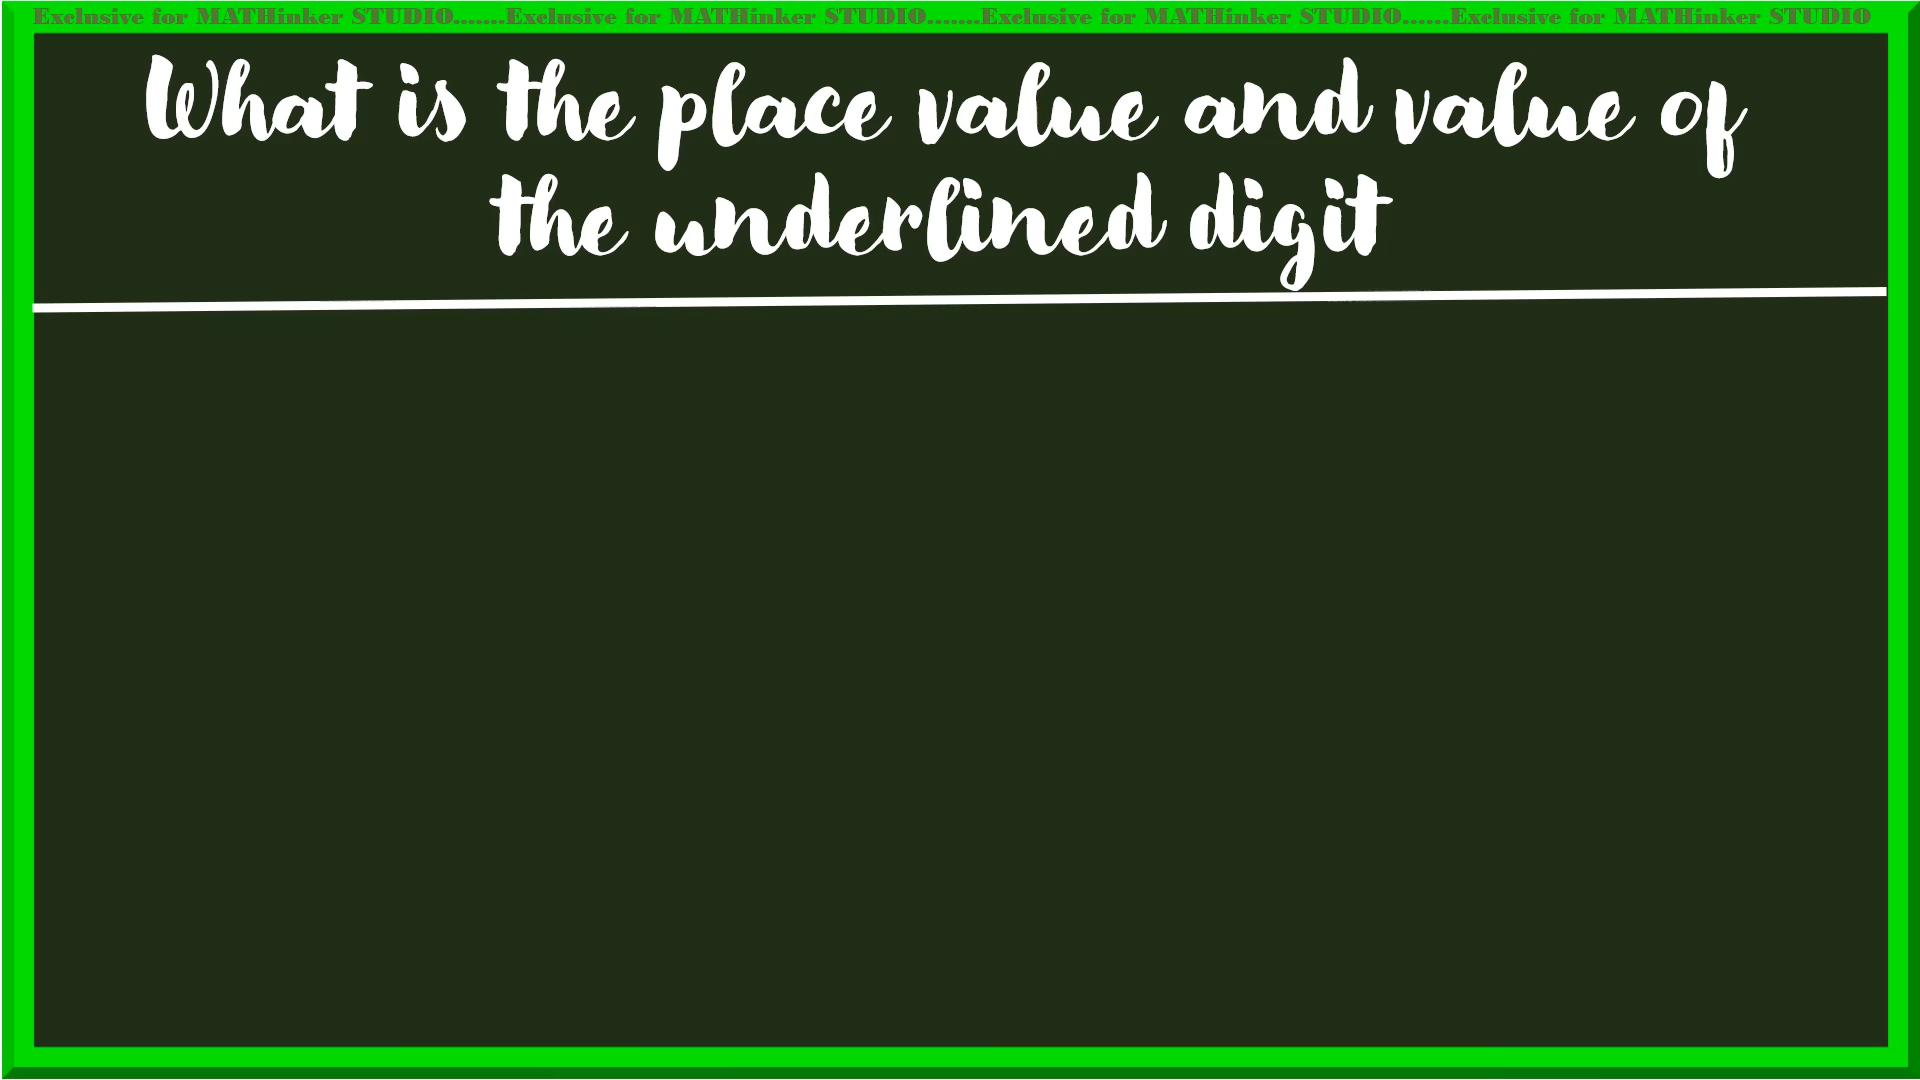 Exclusive for MATHinker STUDIO.......Exclusive for MATHinker STUDIO.......Exclusive for MATHinker STUDIO......Exclusive for MATHinker STUDIO
What is the place value and value of
the underlined digit